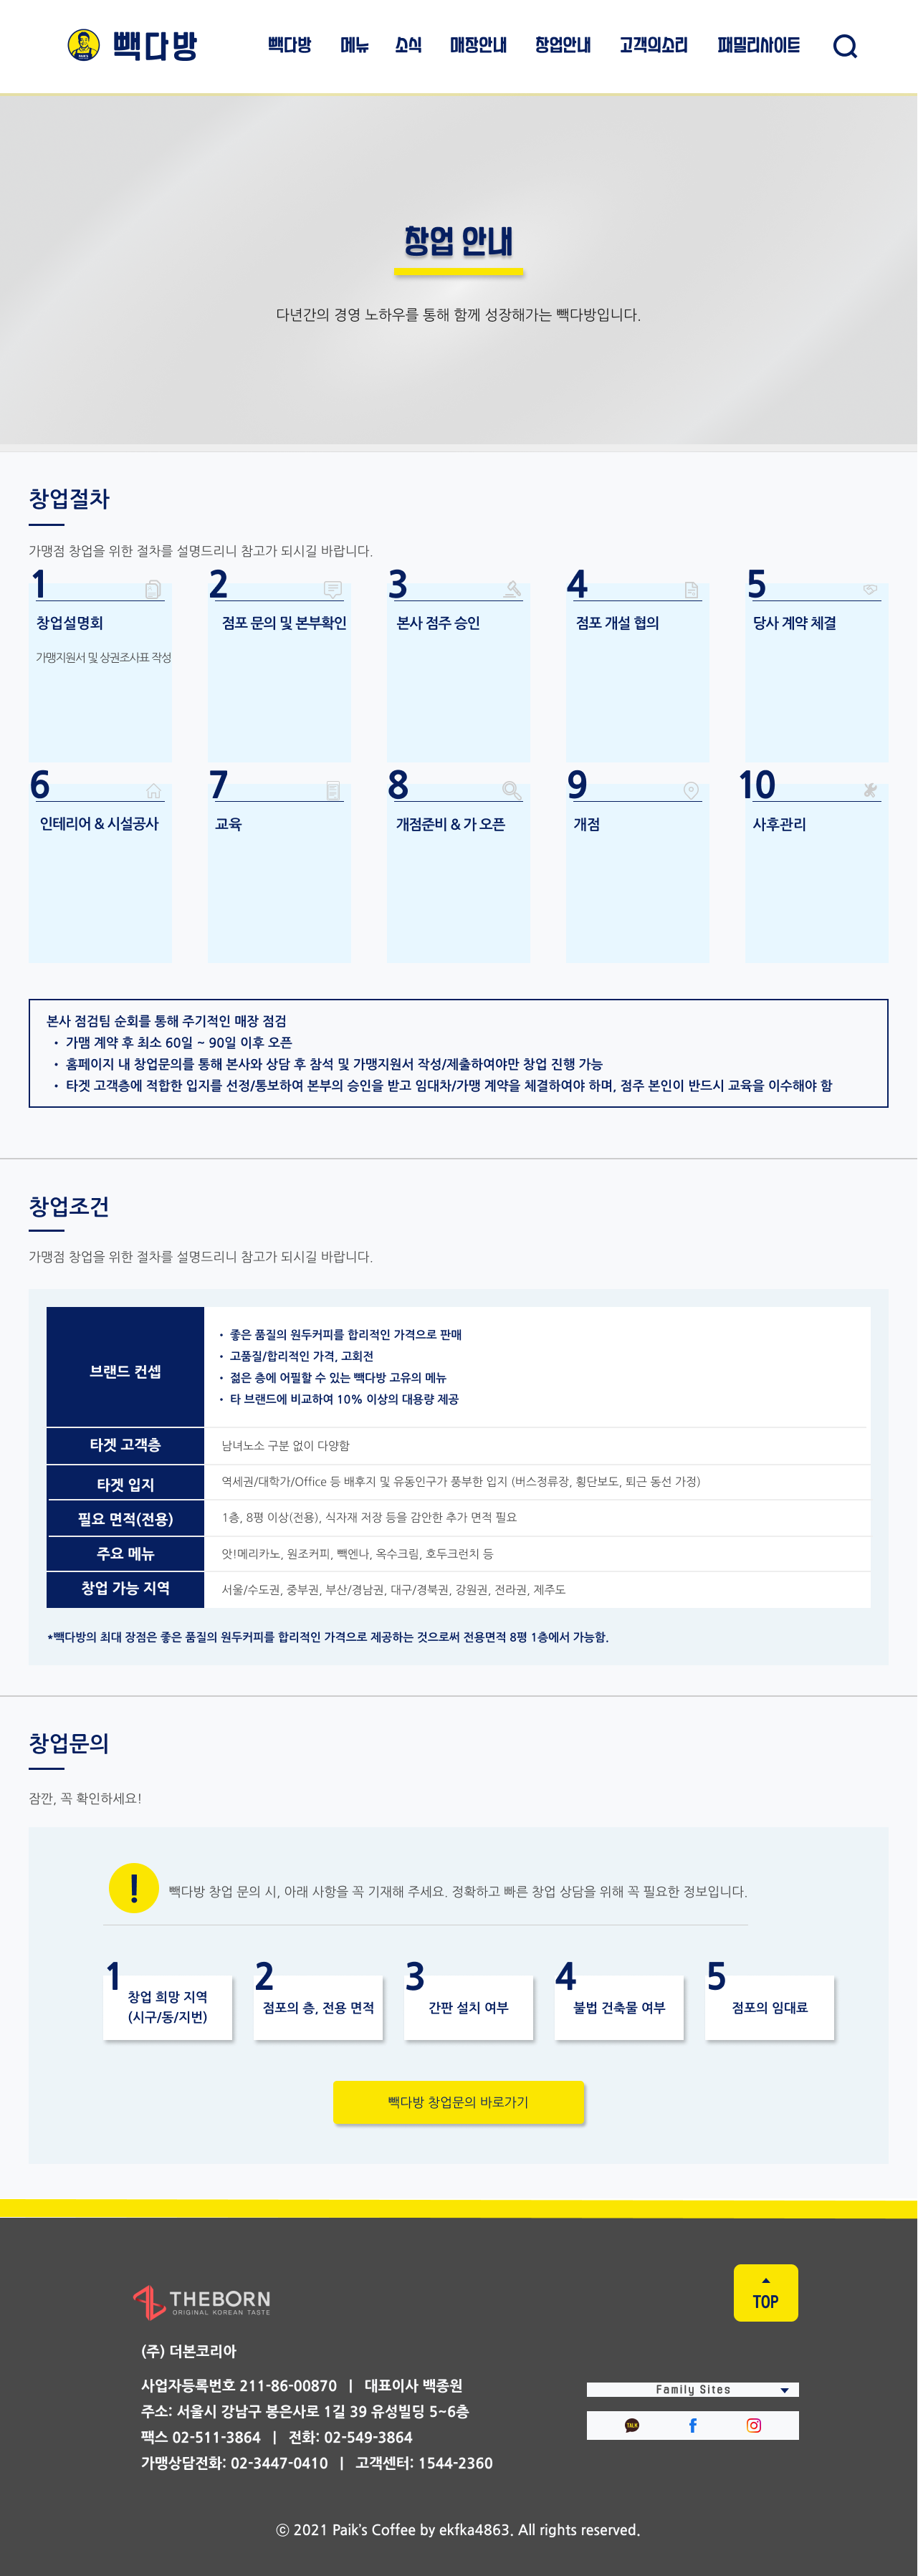 빽다방
빽다방 메뉴 소식 매장안내 창업안내 고객의소리 패밀리사이트
창업 안내
다년간의 경영 노하우를 통해 함께 성장해가는 빽다방입니다.
창업절차
가맹점 창업을 위한 절차를 설명드리니 참고가 되시길 바랍니다.
1
창업설명회
가맹지원서 및 상권조사표 작성
2
점포 문의 및 본부확인
3
본사 점주 승인
4
점포 개설 협의
5
당사 계약 체결
6
인테리어 & 시설공사
7
교육
8
개점준비 & 가 오픈
9
개점
10
사후관리
본사 점검팀 순회를 통해 주기적인 매장 점검
• 가맴 계약 후 최소 60일 ~ 90일 이후 오픈
• 홈페이지 내 창업문의를 통해 본사와 상담 후 참석 및 가맹지원서 작성/제출하여야만 창업 진행 가능
• 타겟 고객층에 적합한 입지를 선정/통보하여 본부의 승인을 받고 임대차/가맹 계약을 체결하여야 하며, 점주 본인이 반드시 교육을 이수해야 함
창업조건
가맹점 창업을 위한 절차를 설명드리니 참고가 되시길 바랍니다.
브랜드 컨셉
• 좋은 품질의 원두커피를 합리적인 가격으로 판매
• 고품질/합리적인 가격, 고회전
• 젊은 층에 어필할 수 있는 빽다방 고유의 메뉴
• 타 브랜드에 비교하여 10% 이상의 대용량 제공
타겟 고객층
남녀노소 구분 없이 다양함
타겟 입지
역세권/대학가/Office 등 배후지 및 유동인구가 풍부한 입지 (버스정류장, 횡단보도, 퇴근 동선 가정)
필요 면적(전용)
1층, 8평 이상(전용), 식자재 저장 등을 감안한 추가 면적 필요
주요 메뉴
앗!메리카노, 원조커피, 빽엔나, 옥수크림, 호두크런치 등
창업 가능 지역
서울/수도권, 중부권, 부산/경남권, 대구/경북권, 강원권, 전라권, 제주도
*빽다방의 최대 장점은 좋은 품질의 원두커피를 합리적인 가격으로 제공하는 것으로써 전용면적 8평 1층에서 가능함.
창업문의
잠깐, 꼭 확인하세요!
!
빽다방 창업 문의 시, 아래 사항을 꼭 기재해 주세요. 정확하고 빠른 창업 상담을 위해 꼭 필요한 정보입니다.
1
창업 희망 지역
(시구/동/지번)
2
점포의 층, 전용 면적
3
간판 설치 여부
4
불법 건축물 여부
5
점포의 임대료
빽다방 창업문의 바로가기
THEBORN
ORIGINAL KOREAN TASTE
TOP
(주) 더본코리아
사업자등록번호 211-86-00870 | 대표이사 백종원
주소: 서울시 강남구 봉은사로 1길 39 유성빌딩 5~6층
팩스 02-511-3864 | 전화: 02-549-3864
가맹상담전화: 02-3447-0410 | 고객센터: 1544-2360
Family Sites
TALK
ⓒ 2021 Paik's Coffee by ekfka4863. All rights reserved.